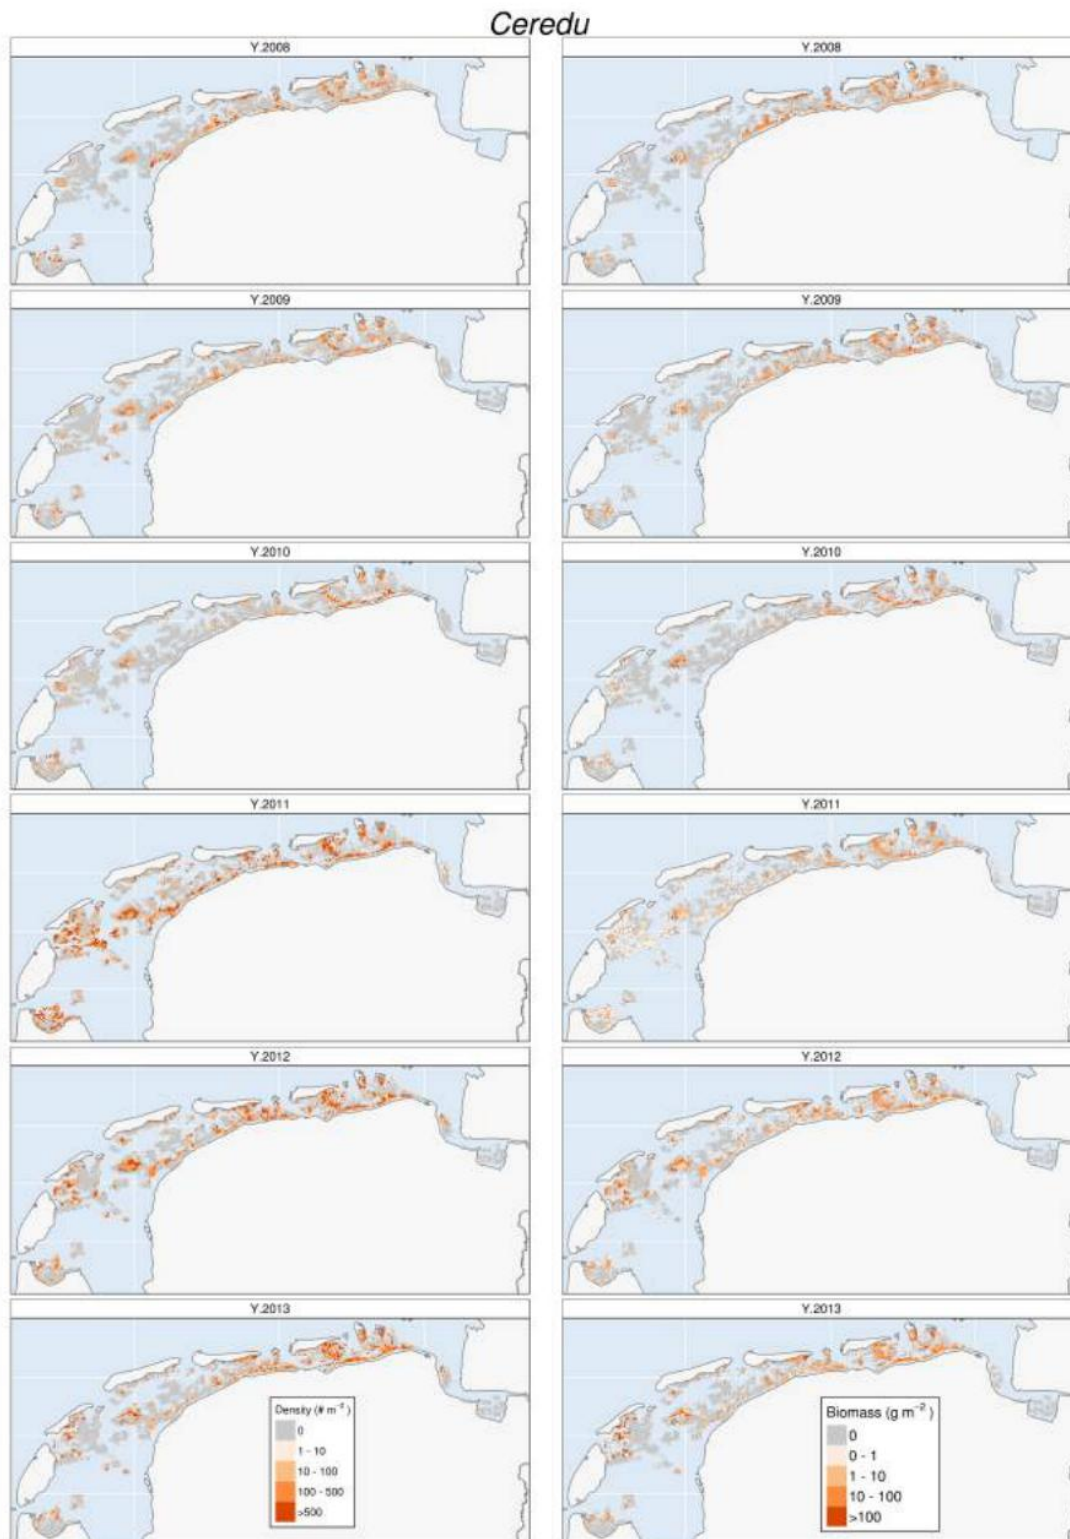 Ceredu
Y.2008
Y.2008
Y.2009
Y.2009
Y.2010
Y.2010
Y.2011
Y.2011
Y.2012
Y.2012
Y.2013
Y.2013
Density (# m⁻²)
0
1 - 10
10 - 100
100 - 500
>500
Biomass (g m⁻²)
0
0 - 1
1 - 10
10 - 100
>100